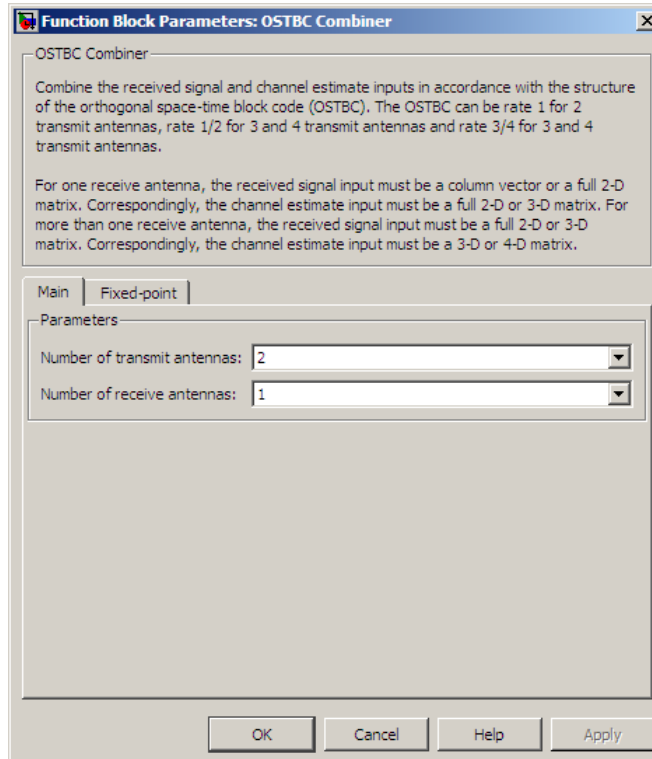 Function Block Parameters: OSTBC Combiner
OSTBC Combiner
Combine the received signal and channel estimate inputs in accordance with the structure
of the orthogonal space-time block code (OSTBC). The OSTBC can be rate 1 for 2
transmit antennas, rate 1/2 for 3 and 4 transmit antennas and rate 3/4 for 3 and 4
transmit antennas.
For one receive antenna, the received signal input must be a column vector or a full 2-D
matrix. Correspondingly, the channel estimate input must be a full 2-D or 3-D matrix. For
more than one receive antenna, the received signal input must be a full 2-D or 3-D
matrix. Correspondingly, the channel estimate input must be a 3-D or 4-D matrix.
Main Fixed-point
Parameters
Number of transmit antennas: 2
Number of receive antennas: 1
OK Cancel Help Apply